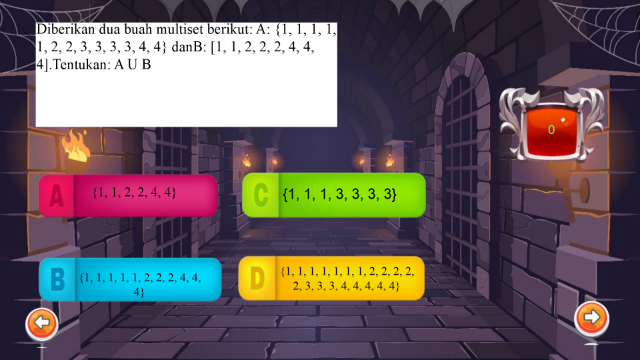 Diberikan dua buah multiset berikut: A: {1, 1, 1, 1,
1, 2, 2, 3, 3, 3, 3, 4, 4} danB: [1, 1, 2, 2, 2, 4, 4,
4].Tentukan: A U B
0
A
{1, 1, 2, 2, 4, 4}
C
{1, 1, 1, 3, 3, 3, 3}
B
{1, 1, 1, 1, 1, 2, 2, 2, 4, 4,
4}
D
{1, 1, 1, 1, 1, 1, 1, 2, 2, 2, 2,
2, 3, 3, 3, 4, 4, 4, 4, 4}